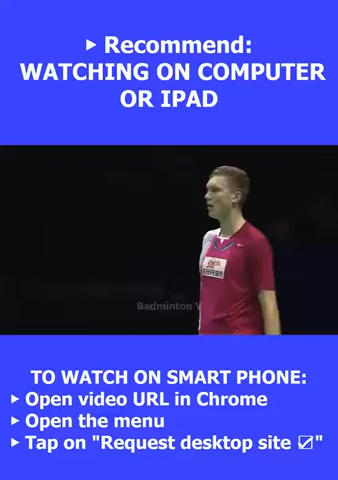 ▶ Recommend:
WATCHING ON COMPUTER
OR IPAD
Badminton V
TO WATCH ON SMART PHONE:
▶ Open video URL in Chrome
▶ Open the menu
▶ Tap on "Request desktop site ☑"